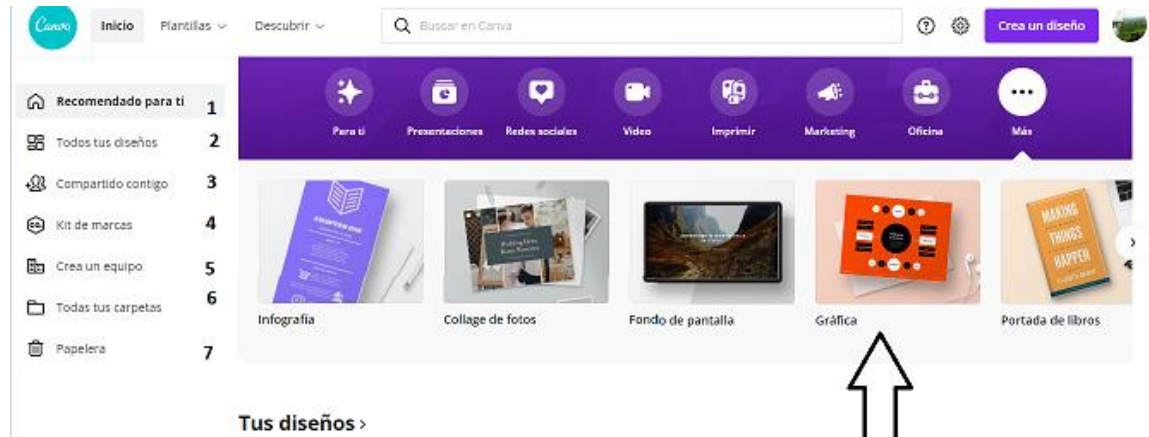 Canva Inicio Plantillas Descubrir Buscar en Canva Crea un diseño
Recomendado para ti 1
Todos tus diseños 2
Compartido contigo 3
Kit de marcas 4
Crea un equipo 5
Todas tus carpetas 6
Papelera 7
Para ti Presentaciones Redes sociales Video Imprimir Marketing Oficina Más
MAKING
THINGS
HAPPEN
Infografía Collage de fotos Fondo de pantalla Gráfica Portada de libros
Tus diseños >